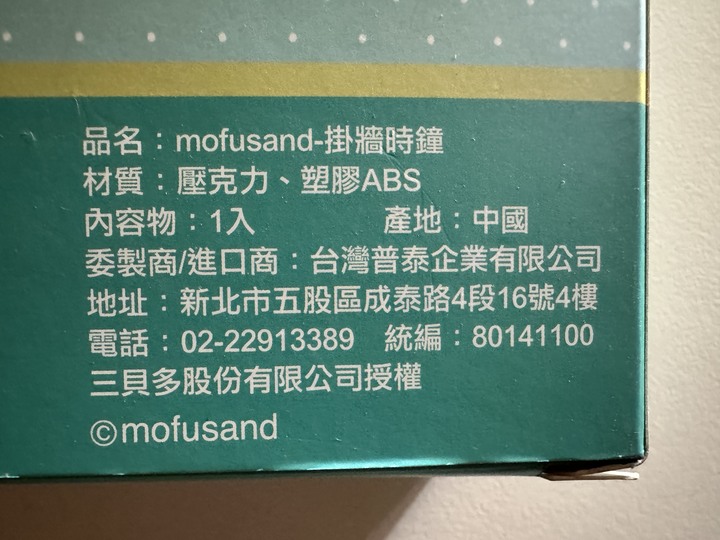 品名：mofusand-掛牆時鐘
材質：壓克力、塑膠ABS
內容物：1入 產地：中國
委製商/進口商：台灣普泰企業有限公司
地址：新北市五股區成泰路4段16號4樓
電話：02-22913389 統編：80141100
三貝多股份有限公司授權
©mofusand